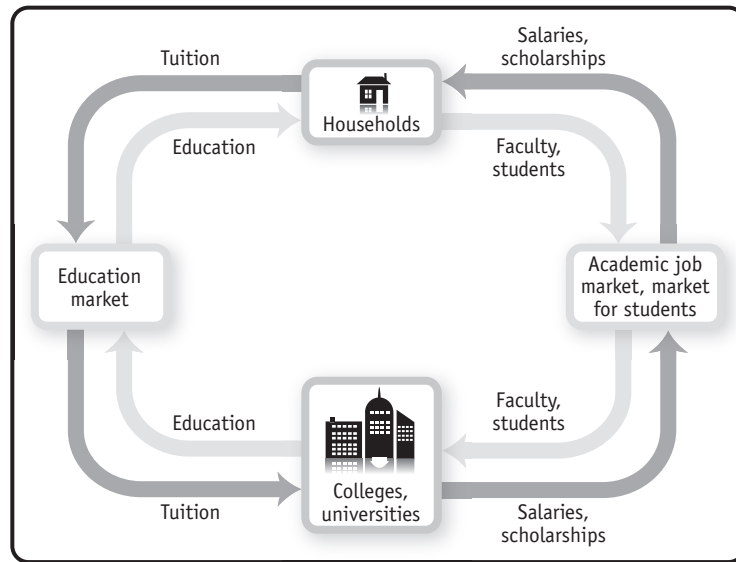 Salaries,
scholarships
Tuition
Households
Education
Faculty,
students
Education
market
Academic job
market, market
for students
Education
Faculty,
students
Colleges,
universities
Tuition
Salaries,
scholarships